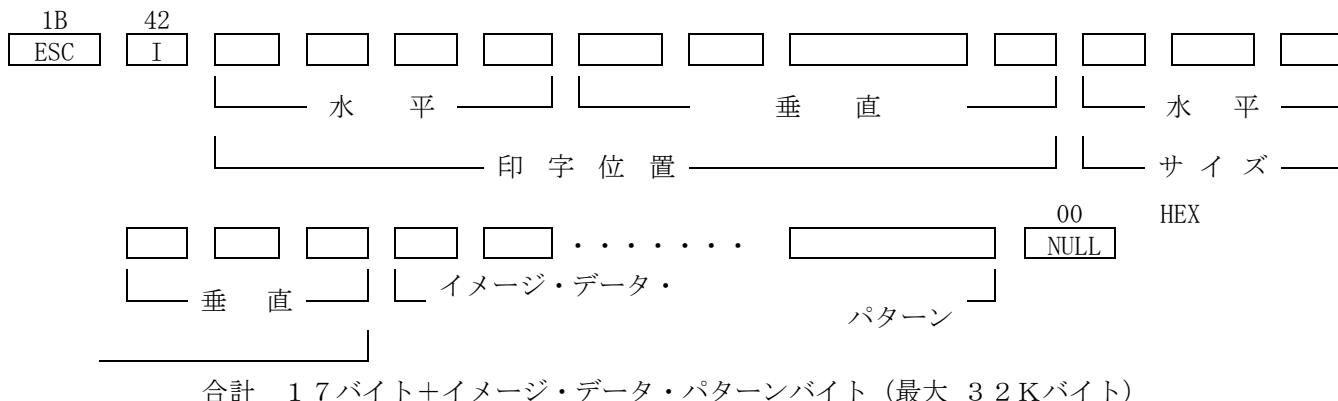 1B 42
ESC I
水 平 垂 直 水 平
印 字 位 置 サ イ ズ
00 HEX
NULL
垂 直 イメージ・データ・
パターン
・・・・・・・
合計 17バイト+イメージ・データ・パターンバイト(最大 32Kバイト)